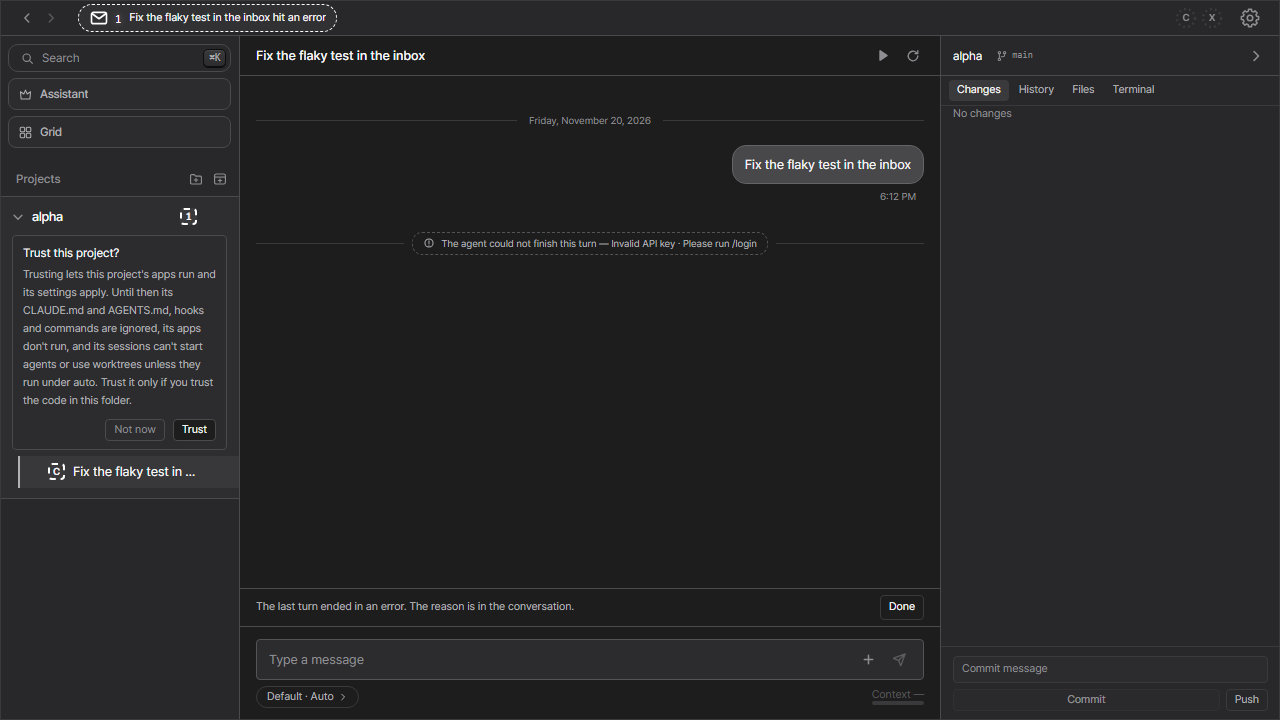 1 Fix the flaky test in the inbox hit an error
C X
Search ⌘K
Assistant
Grid
Projects
alpha 1
Trust this project?
Trusting lets this project's apps run and
its settings apply. Until then its
CLAUDE.md and AGENTS.md, hooks
and commands are ignored, its apps
don't run, and its sessions can't start
agents or use worktrees unless they
run under auto. Trust it only if you trust
the code in this folder.
Not now Trust
C Fix the flaky test in ...
Fix the flaky test in the inbox
Friday, November 20, 2026
Fix the flaky test in the inbox
6:12 PM
The agent could not finish this turn — Invalid API key · Please run /login
The last turn ended in an error. The reason is in the conversation.
Done
Type a message
Default · Auto
Context —
alpha main
Changes History Files Terminal
No changes
Commit message
Commit Push